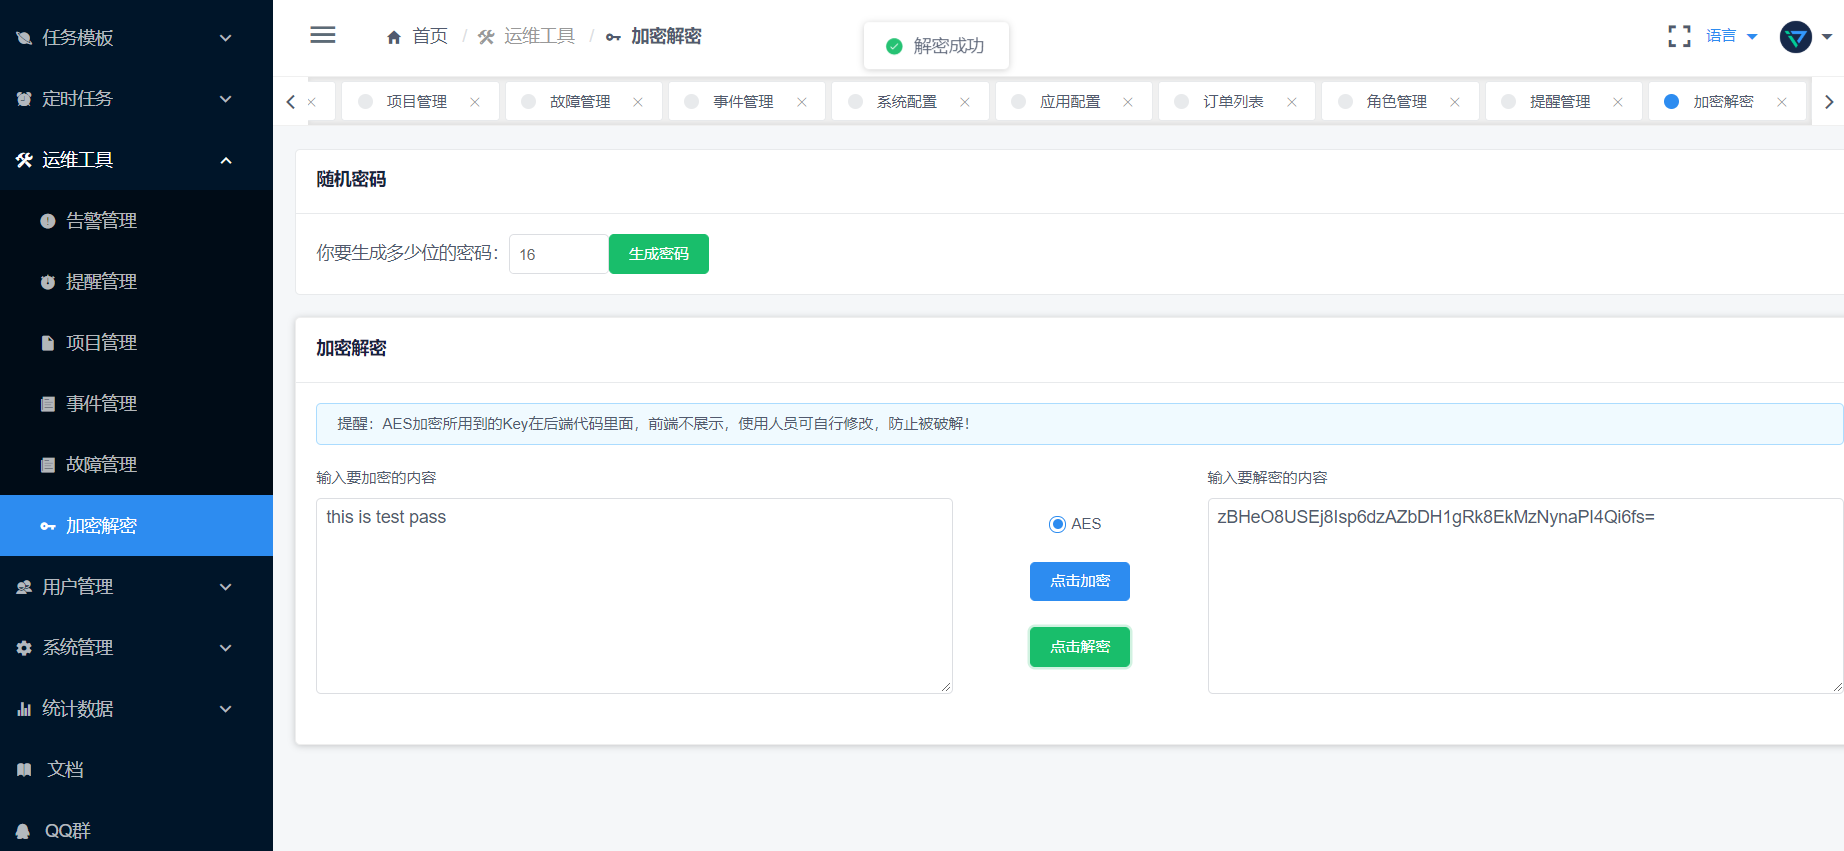 任务模板
定时任务
运维工具
告警管理
提醒管理
项目管理
事件管理
故障管理
加密解密
用户管理
系统管理
统计数据
文档
QQ群
首页 / 运维工具 / 加密解密
解密成功
语言
项目管理 故障管理 事件管理 系统配置 应用配置 订单列表 角色管理 提醒管理 加密解密
随机密码
你要生成多少位的密码： 16 生成密码
加密解密
提醒：AES加密所用到的Key在后端代码里面，前端不展示，使用人员可自行修改，防止被破解！
输入要加密的内容
this is test pass
AES
点击加密
点击解密
输入要解密的内容
zBHeO8USEj8Isp6dzAZbDH1gRk8EkMzNynaPl4Qi6fs=